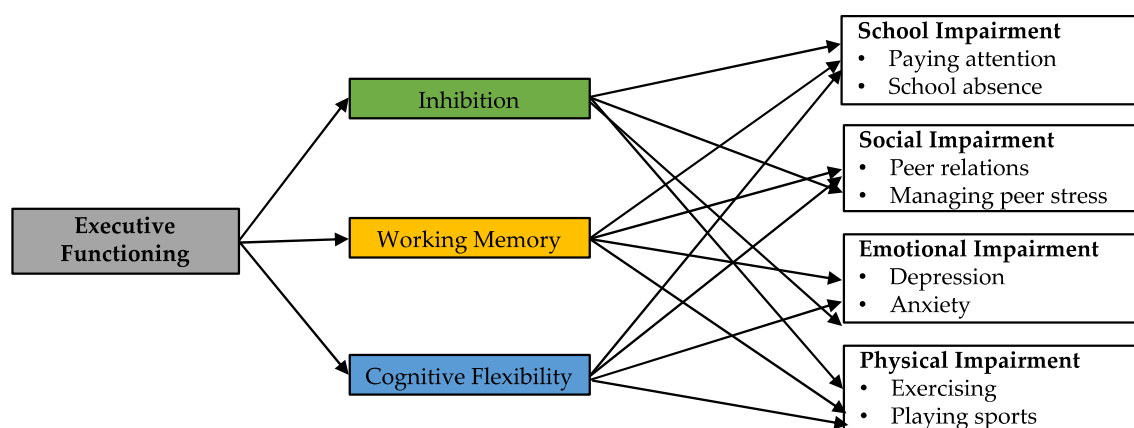 Executive
Functioning
Inhibition
Working Memory
Cognitive Flexibility
School Impairment
• Paying attention
• School absence
Social Impairment
• Peer relations
• Managing peer stress
Emotional Impairment
• Depression
• Anxiety
Physical Impairment
• Exercising
• Playing sports